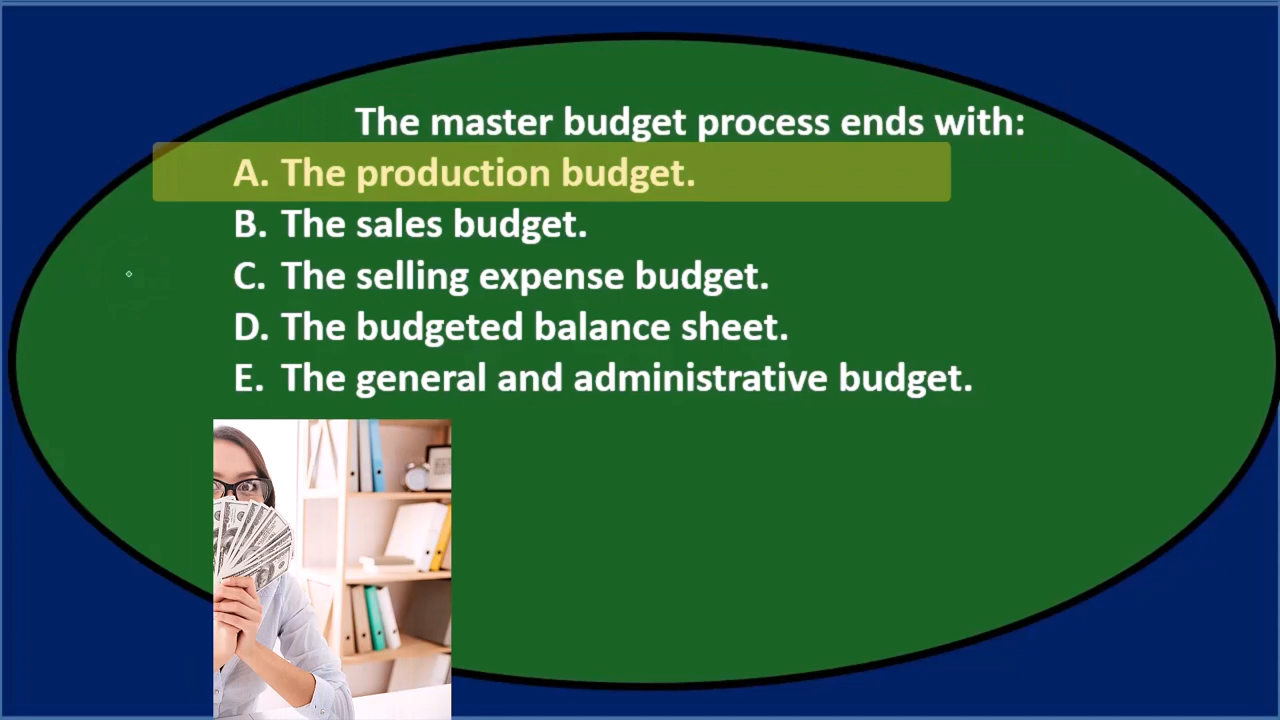 The master budget process ends with:
A. The production budget.
B. The sales budget.
C. The selling expense budget.
D. The budgeted balance sheet.
E. The general and administrative budget.